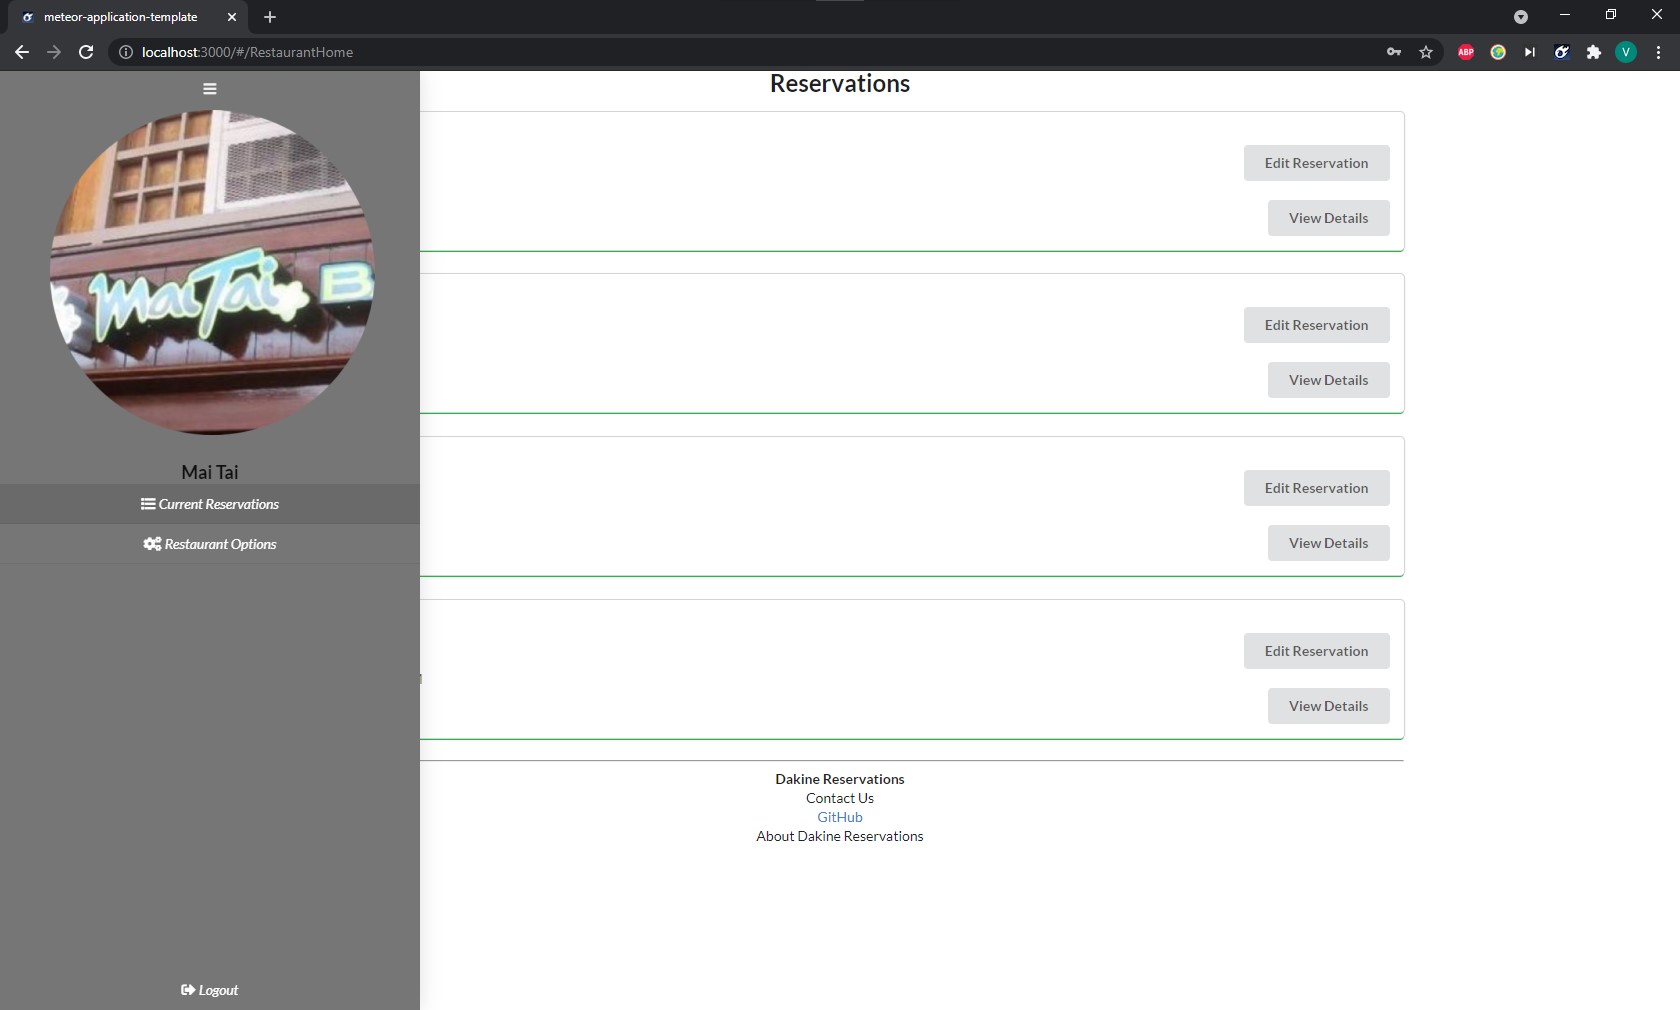 meteor-application-template
localhost:3000/#/RestaurantHome
ABP
V
Reservations
Mai Tai B
Mai Tai
Current Reservations
Restaurant Options
Logout
Edit Reservation
View Details
Edit Reservation
View Details
Edit Reservation
View Details
Edit Reservation
View Details
Dakine Reservations
Contact Us
GitHub
About Dakine Reservations